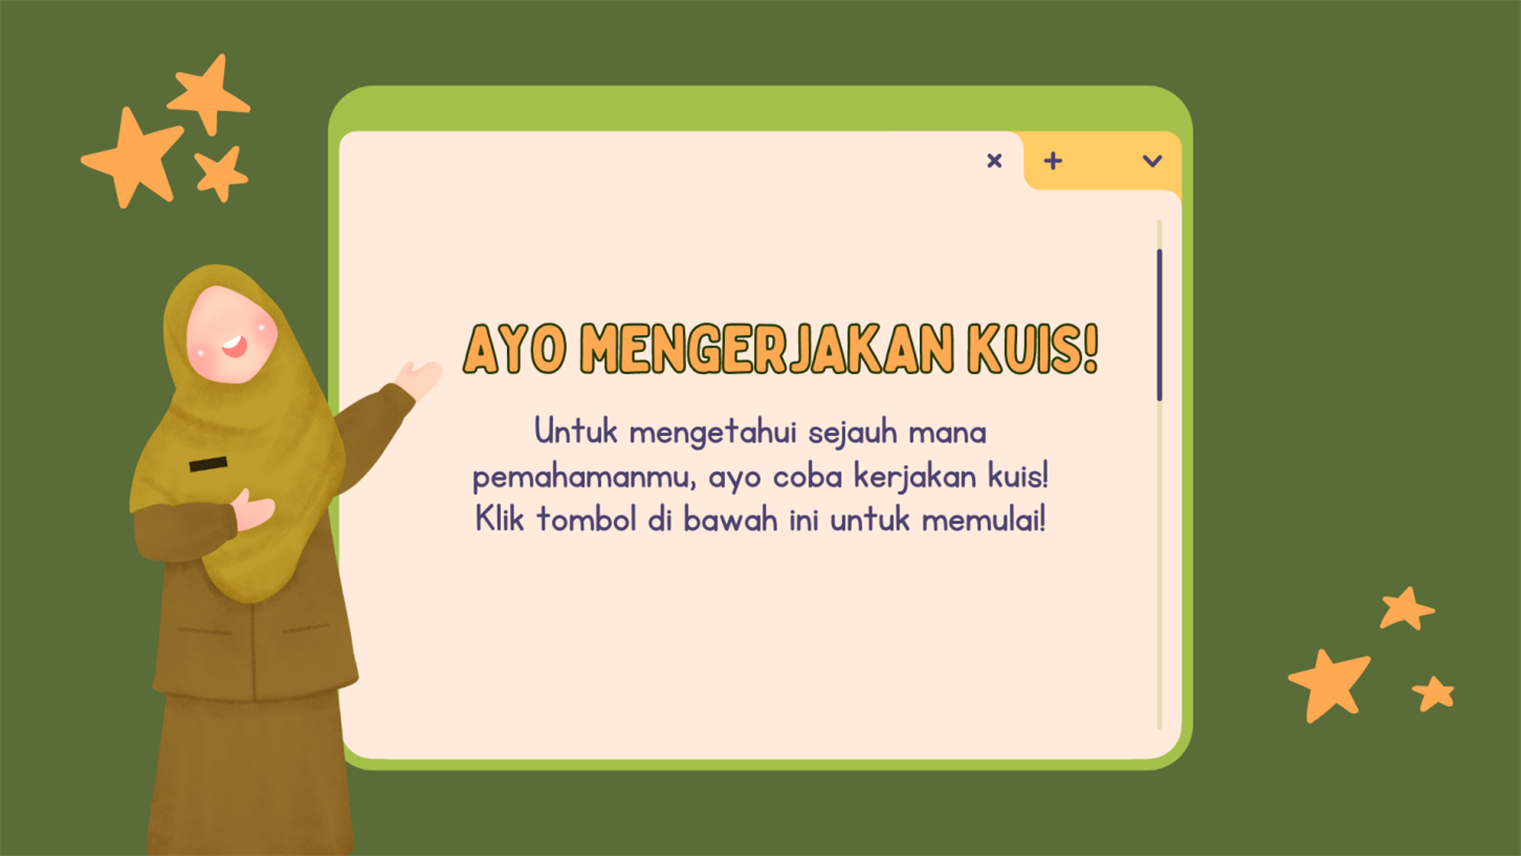 AYO MENGERJAKAN KUIS!
Untuk mengetahui sejauh mana
pemahamanmu, ayo coba kerjakan kuis!
Klik tombol di bawah ini untuk memulai!